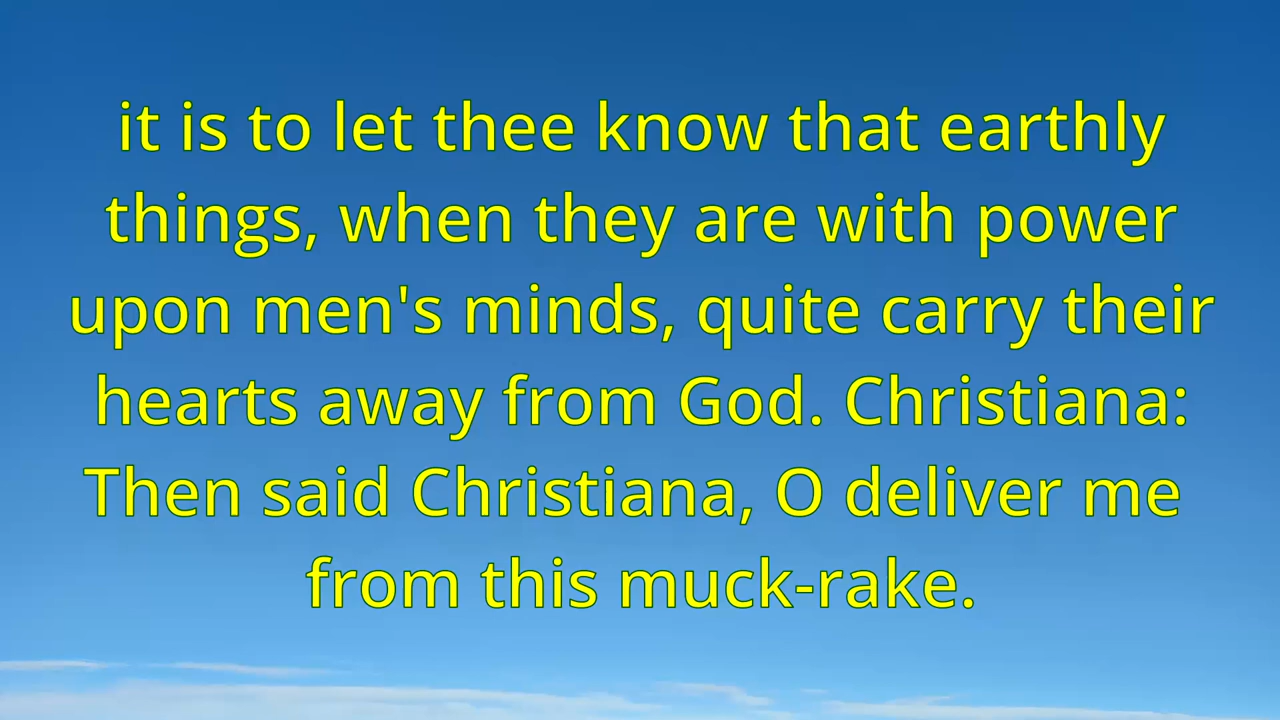 it is to let thee know that earthly
things, when they are with power
upon men's minds, quite carry their
hearts away from God. Christiana:
Then said Christiana, O deliver me
from this muck-rake.